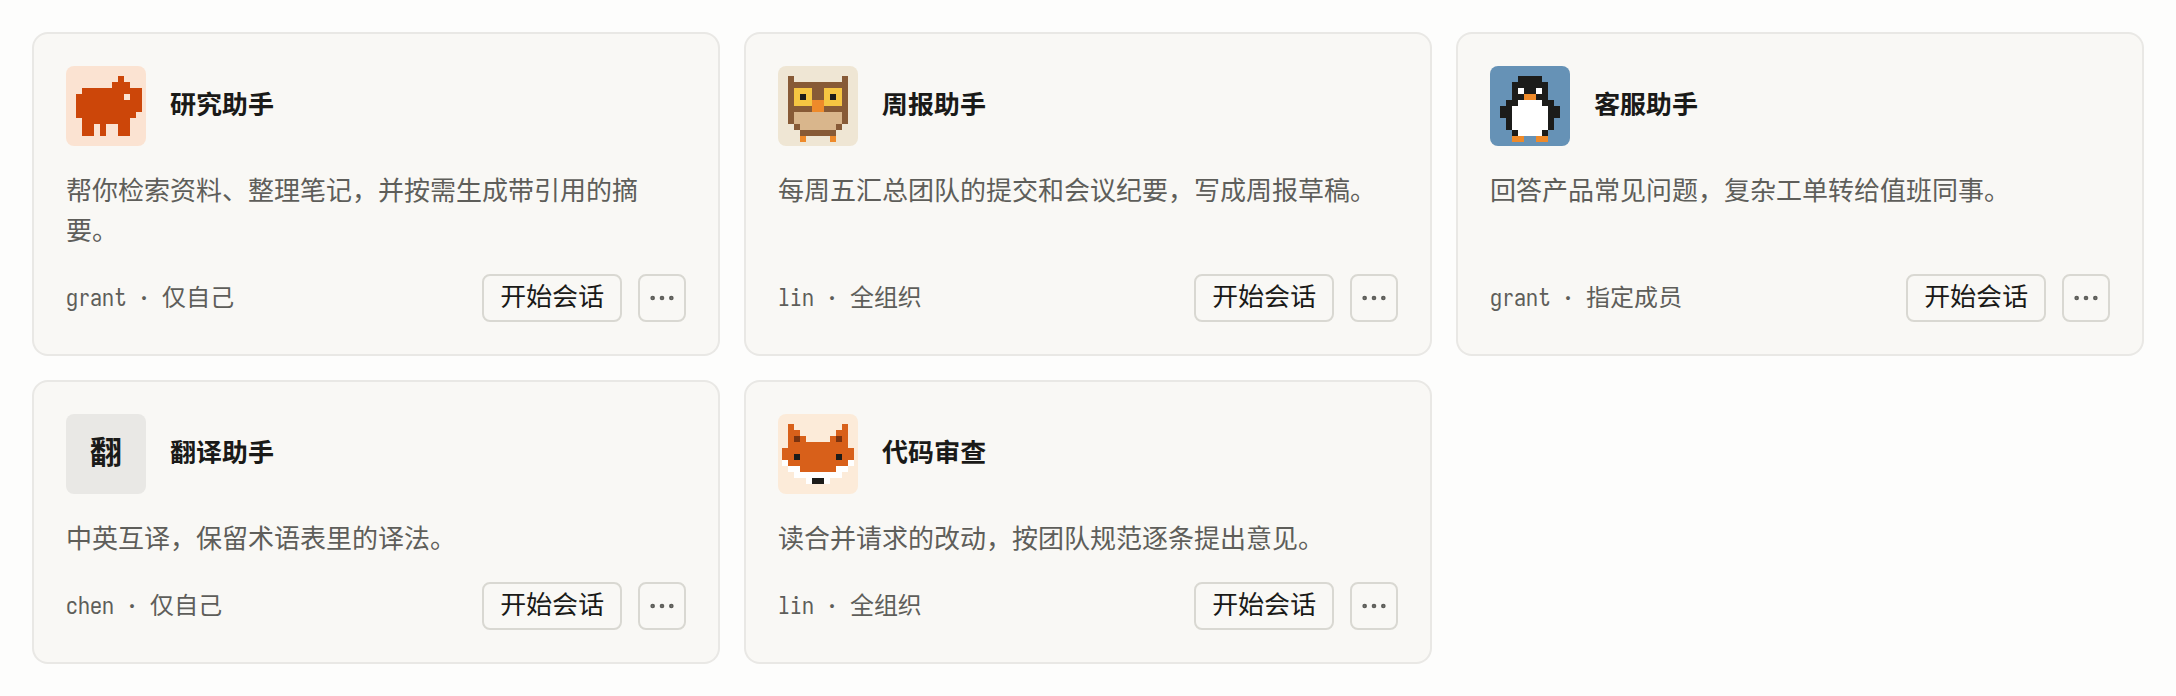 研究助手
帮你检索资料、整理笔记，并按需生成带引用的摘
要。
grant · 仅自己
开始会话
周报助手
每周五汇总团队的提交和会议纪要，写成周报草稿。
lin · 全组织
开始会话
客服助手
回答产品常见问题，复杂工单转给值班同事。
grant · 指定成员
开始会话
翻
翻译助手
中英互译，保留术语表里的译法。
chen · 仅自己
开始会话
代码审查
读合并请求的改动，按团队规范逐条提出意见。
lin · 全组织
开始会话